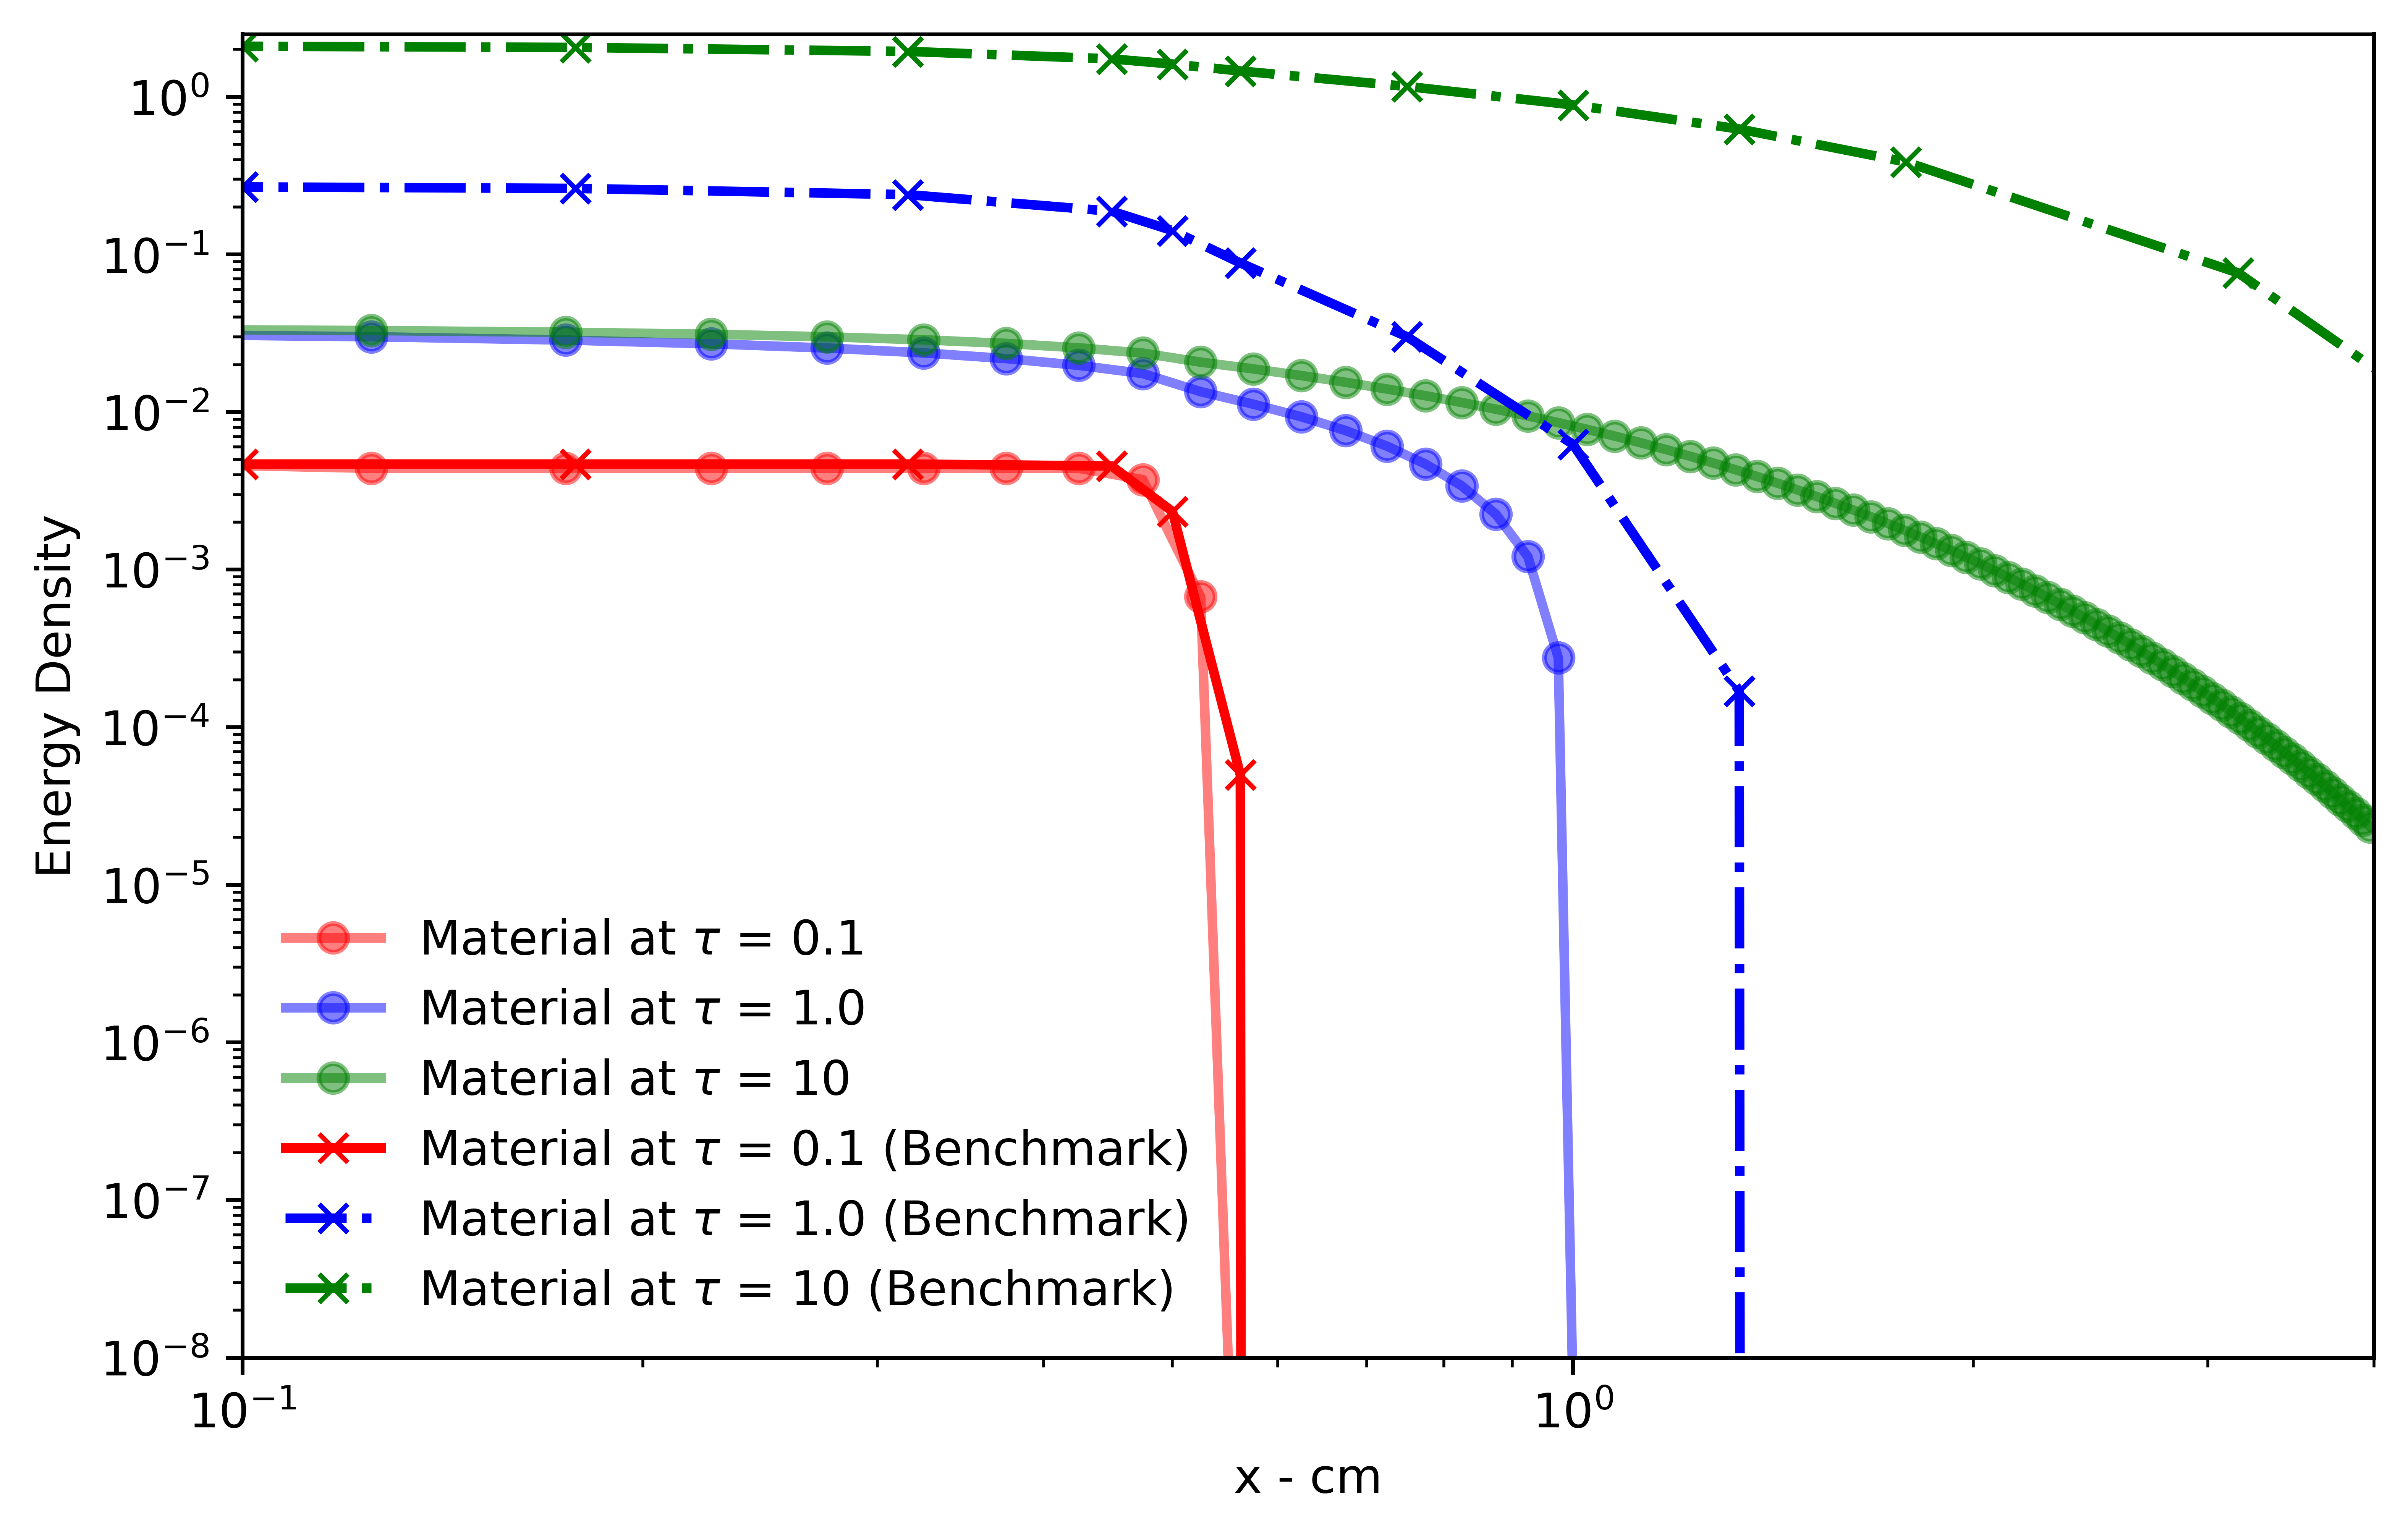 10⁰
10⁻¹
10⁻²
10⁻³
10⁻⁴
10⁻⁵
10⁻⁶
10⁻⁷
10⁻⁸
Energy Density
Material at τ = 0.1
Material at τ = 1.0
Material at τ = 10
Material at τ = 0.1 (Benchmark)
Material at τ = 1.0 (Benchmark)
Material at τ = 10 (Benchmark)
10⁻¹
10⁰
x - cm